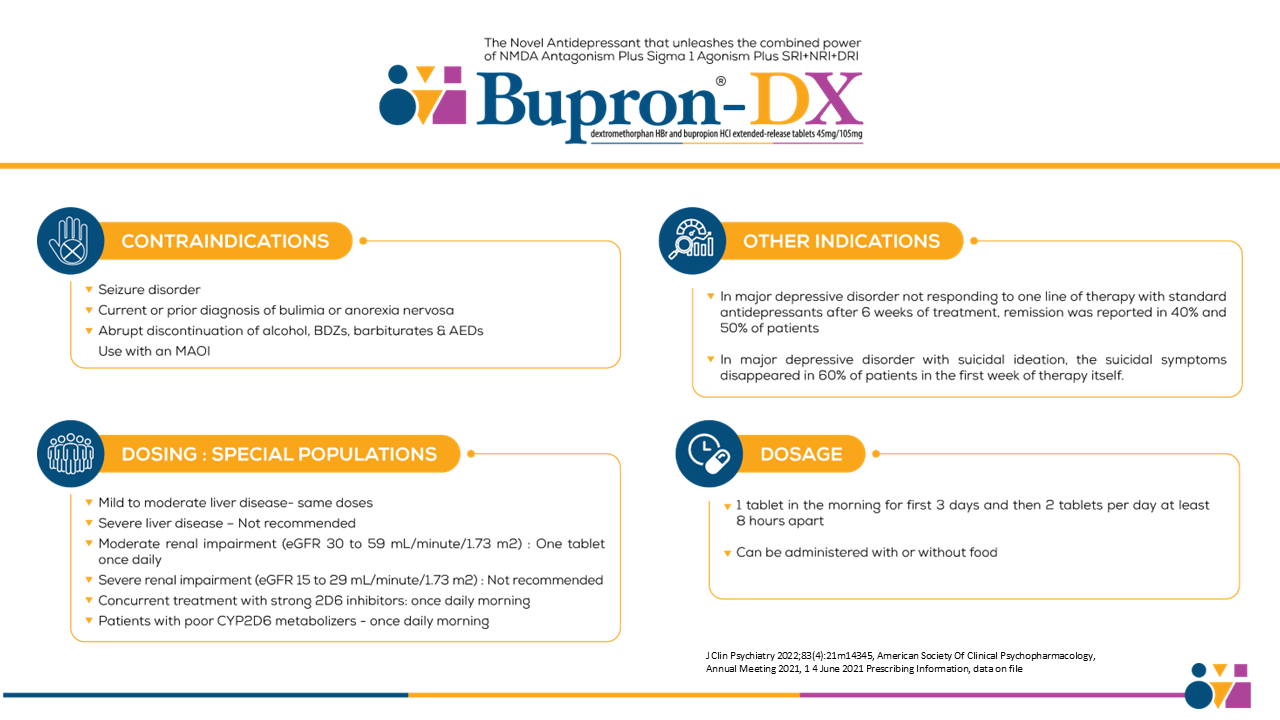 The Novel Antidepressant that unleashes the combined power
of NMDA Antagonism Plus Sigma 1 Agonism Plus SRI+NRI+DRI
Bupron®-DX
dextromethorphan HBr and bupropion HCl extended-release tablets 45mg/105mg
CONTRAINDICATIONS
Seizure disorder
Current or prior diagnosis of bulimia or anorexia nervosa
Abrupt discontinuation of alcohol, BDZs, barbiturates & AEDs
Use with an MAOI
OTHER INDICATIONS
In major depressive disorder not responding to one line of therapy with standard
antidepressants after 6 weeks of treatment, remission was reported in 40% and
50% of patients
In major depressive disorder with suicidal ideation, the suicidal symptoms
disappeared in 60% of patients in the first week of therapy itself.
DOSING : SPECIAL POPULATIONS
Mild to moderate liver disease- same doses
Severe liver disease – Not recommended
Moderate renal impairment (eGFR 30 to 59 mL/minute/1.73 m2) : One tablet
once daily
Severe renal impairment (eGFR 15 to 29 mL/minute/1.73 m2) : Not recommended
Concurrent treatment with strong 2D6 inhibitors: once daily morning
Patients with poor CYP2D6 metabolizers - once daily morning
DOSAGE
1 tablet in the morning for first 3 days and then 2 tablets per day at least
8 hours apart
Can be administered with or without food
J Clin Psychiatry 2022;83(4):21m14345, American Society Of Clinical Psychopharmacology,
Annual Meeting 2021, 1 4 June 2021 Prescribing Information, data on file